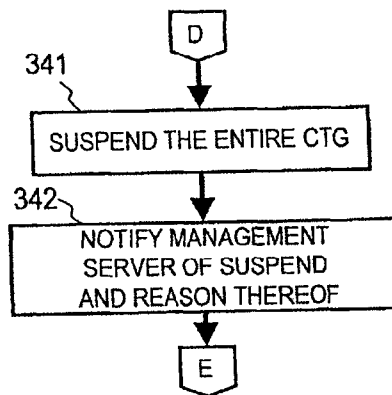 D
341
SUSPEND THE ENTIRE CTG
342
NOTIFY MANAGEMENT
SERVER OF SUSPEND
AND REASON THEREOF
E